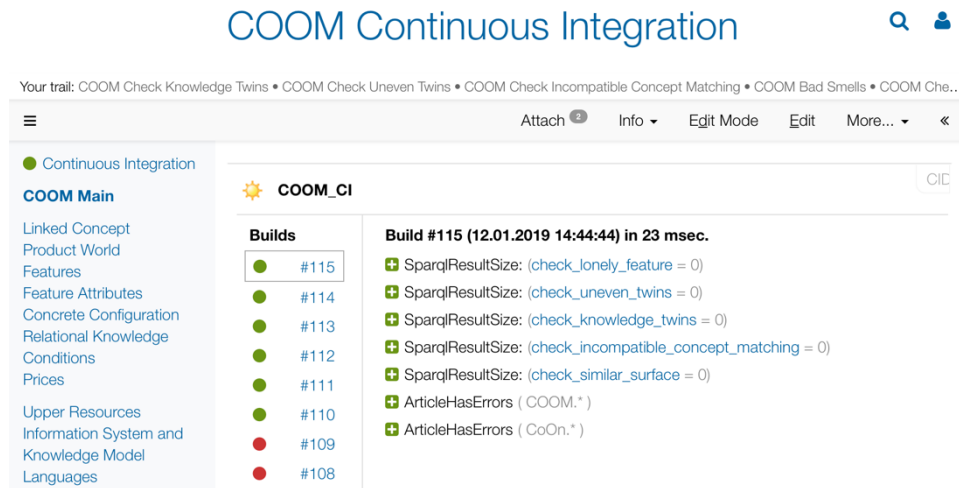 COOM Continuous Integration
Your trail: COOM Check Knowledge Twins • COOM Check Uneven Twins • COOM Check Incompatible Concept Matching • COOM Bad Smells • COOM Che..
Attach 2 Info Edit Mode Edit More...
Continuous Integration
COOM Main
Linked Concept
Product World
Features
Feature Attributes
Concrete Configuration
Relational Knowledge
Conditions
Prices
Upper Resources
Information System and
Knowledge Model
Languages
CID
COOM_CI
Builds
#115
#114
#113
#112
#111
#110
#109
#108
Build #115 (12.01.2019 14:44:44) in 23 msec.
SparqlResultSize: (check_lonely_feature = 0)
SparqlResultSize: (check_uneven_twins = 0)
SparqlResultSize: (check_knowledge_twins = 0)
SparqlResultSize: (check_incompatible_concept_matching = 0)
SparqlResultSize: (check_similar_surface = 0)
ArticleHasErrors ( COOM.* )
ArticleHasErrors ( CoOn.* )